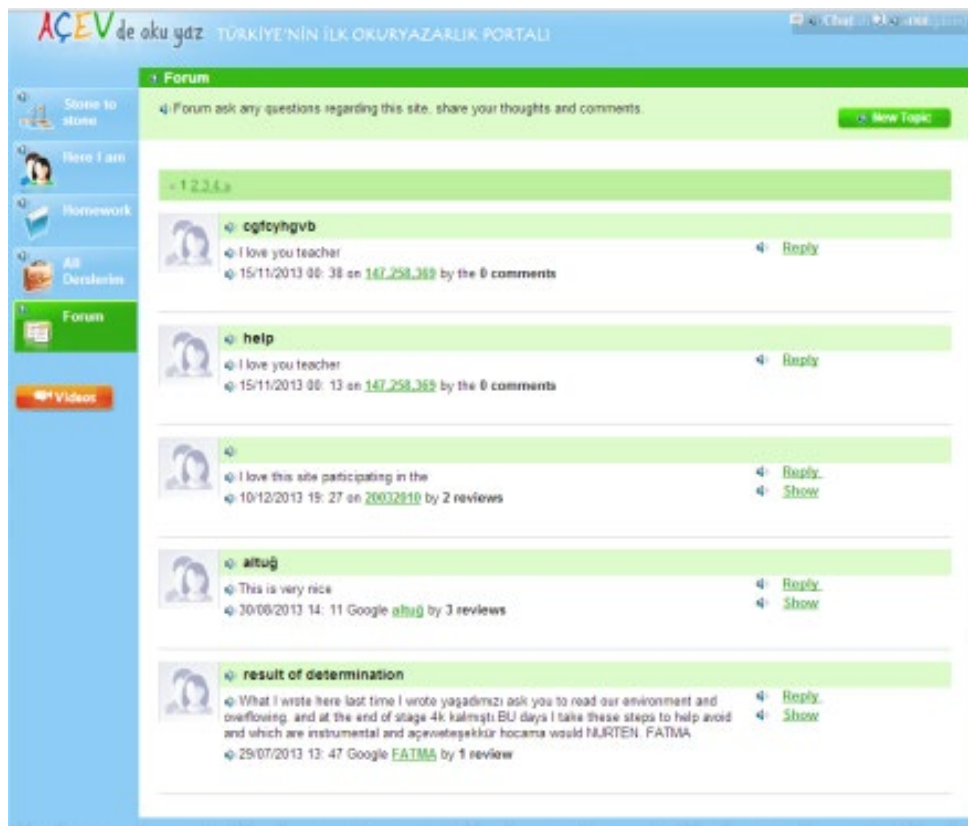 AÇEV de oku yaz TÜRKİYE'NİN İLK OKURYAZARLIK PORTALI
Chat
Forum
Stone to stone
Here I am
Homework
All Derslerim
Forum
Videos
Forum ask any questions regarding this site, share your thoughts and comments.
New Topic
« 1 2,3,4,»
cgfcyhgvb
I love you teacher
Reply
15/11/2013 00: 38 on 147,258,369 by the 0 comments
help
I love you teacher
Reply
15/11/2013 00: 13 on 147,258,369 by the 0 comments
I love this site participating in the
Reply
10/12/2013 19: 27 on 20032010 by 2 reviews
Show
altuğ
This is very nice
Reply
30/08/2013 14: 11 Google altuğ by 3 reviews
Show
result of determination
What I wrote here last time I wrote yaşadımızı ask you to read our environment and
Reply
overflowing. and at the end of stage 4k kalmıştı BU days I take these steps to help avoid
Show
and which are instrumental and açeweteşekkür hocama would NURTEN. FATMA
29/07/2013 13: 47 Google FATMA by 1 review